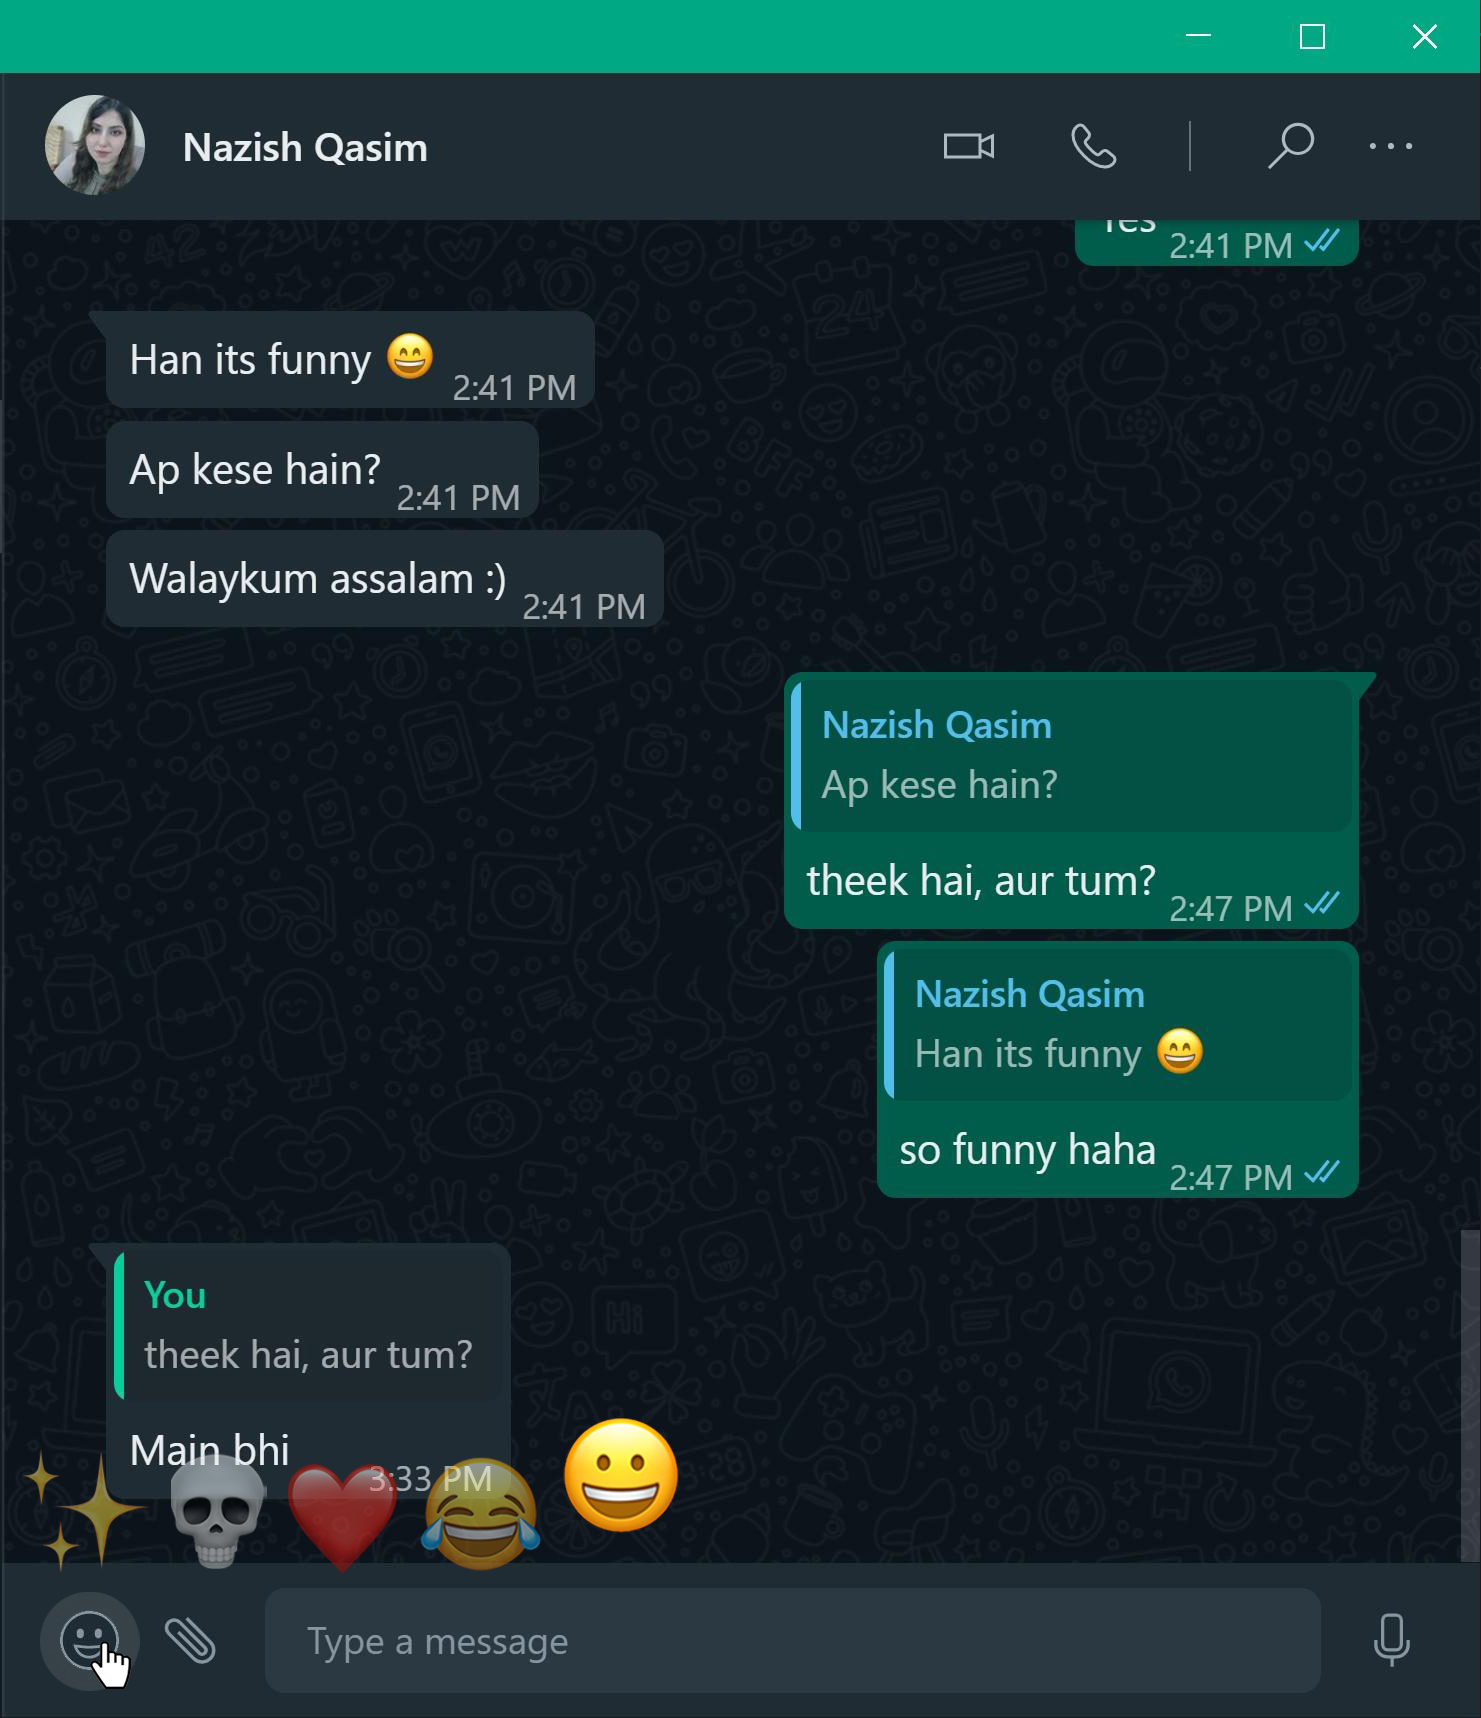 Nazish Qasim
Yes
2:41 PM
Han its funny 😄
2:41 PM
Ap kese hain?
2:41 PM
Walaykum assalam :)
2:41 PM
Nazish Qasim
Ap kese hain?
theek hai, aur tum?
2:47 PM
Nazish Qasim
Han its funny 😄
so funny haha
2:47 PM
You
theek hai, aur tum?
Main bhi
3:33 PM
Type a message